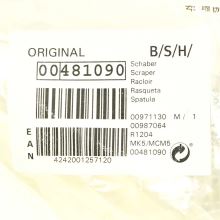 ORIGINAL B/S/H/
00481090
Schaber
Scraper
Racloir
Rasqueta
Spatula
00971130 M/ 1
00987064
R1204
MK5/MCM5
00481090
EAN
4242001257120